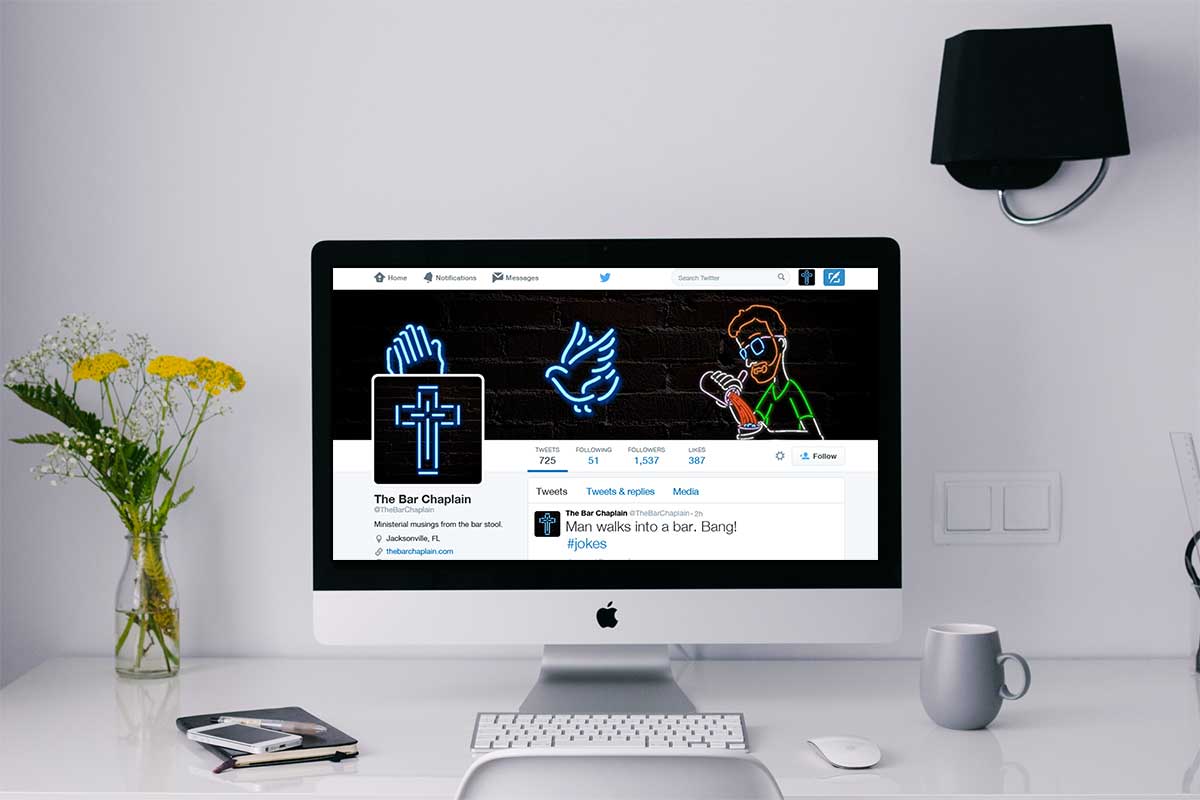 Home Notifications Messages Search Twitter
TWEETS FOLLOWING FOLLOWERS LIKES
725 51 1,537 387
Follow
The Bar Chaplain
@TheBarChaplain
Ministerial musings from the bar stool.
Jacksonville, FL
thebarchaplain.com
Tweets Tweets & replies Media
The Bar Chaplain @TheBarChaplain · 2h
Man walks into a bar. Bang!
#jokes